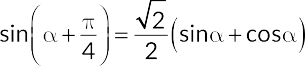 sin(α + π/4) = √2/2 (sinα + cosα)